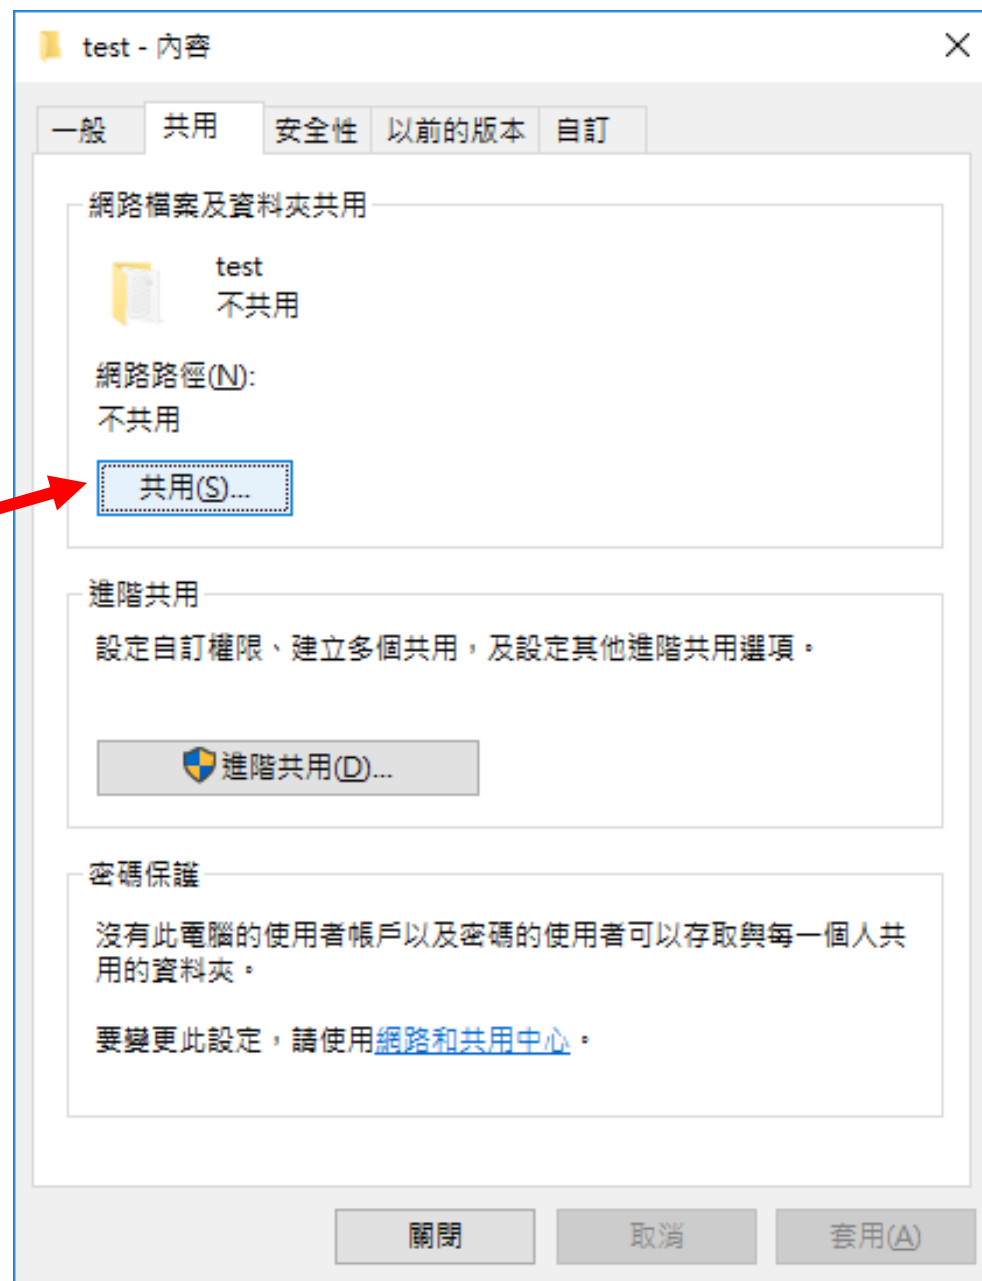 test - 內容
一般
共用
安全性
以前的版本
自訂
網路檔案及資料夾共用
test
不共用
網路路徑(N):
不共用
共用(S)...
進階共用
設定自訂權限、建立多個共用，及設定其他進階共用選項。
進階共用(D)...
密碼保護
沒有此電腦的使用者帳戶以及密碼的使用者可以存取與每一個人共
用的資料夾。
要變更此設定，請使用網路和共用中心。
關閉
取消
套用(A)